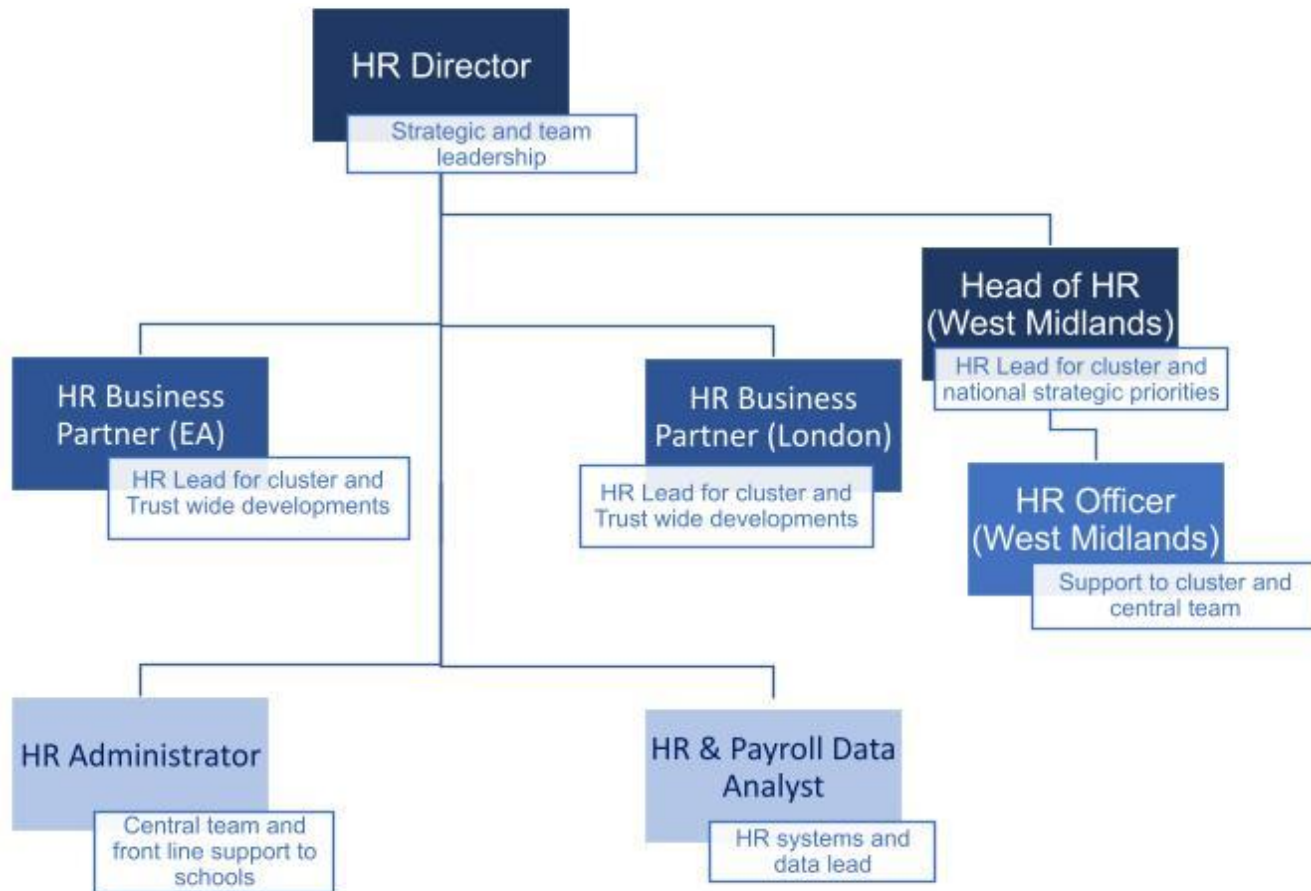 HR Director
Strategic and team
leadership
Head of HR
(West Midlands)
HR Lead for cluster and
national strategic priorities
HR Business
Partner (EA)
HR Lead for cluster and
Trust wide developments
HR Business
Partner (London)
HR Lead for cluster and
Trust wide developments
HR Officer
(West Midlands)
Support to cluster and
central team
HR Administrator
Central team and
front line support to
schools
HR & Payroll Data
Analyst
HR systems and
data lead